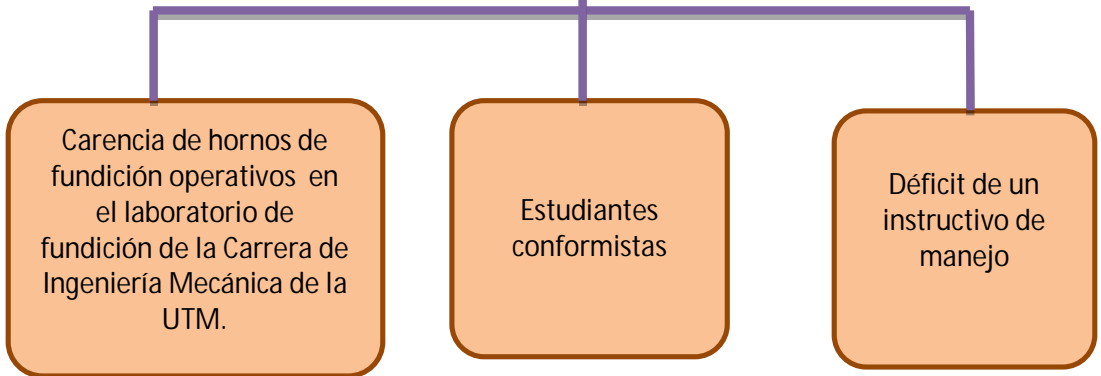 Carencia de hornos de
fundición operativos en
el laboratorio de
fundición de la Carrera de
Ingeniería Mecánica de la
UTM.
Estudiantes
conformistas
Déficit de un
instructivo de
manejo